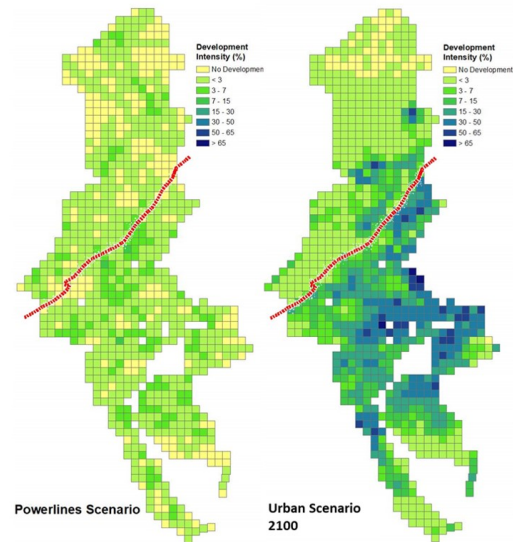 Development
Intensity (%)
No Developmen
< 3
3 - 7
7 - 15
15 - 30
30 - 50
50 - 65
> 65
Powerlines Scenario
Development
Intensity (%)
No Developmen
< 3
3 - 7
7 - 15
15 - 30
30 - 50
50 - 65
> 65
Urban Scenario
2100